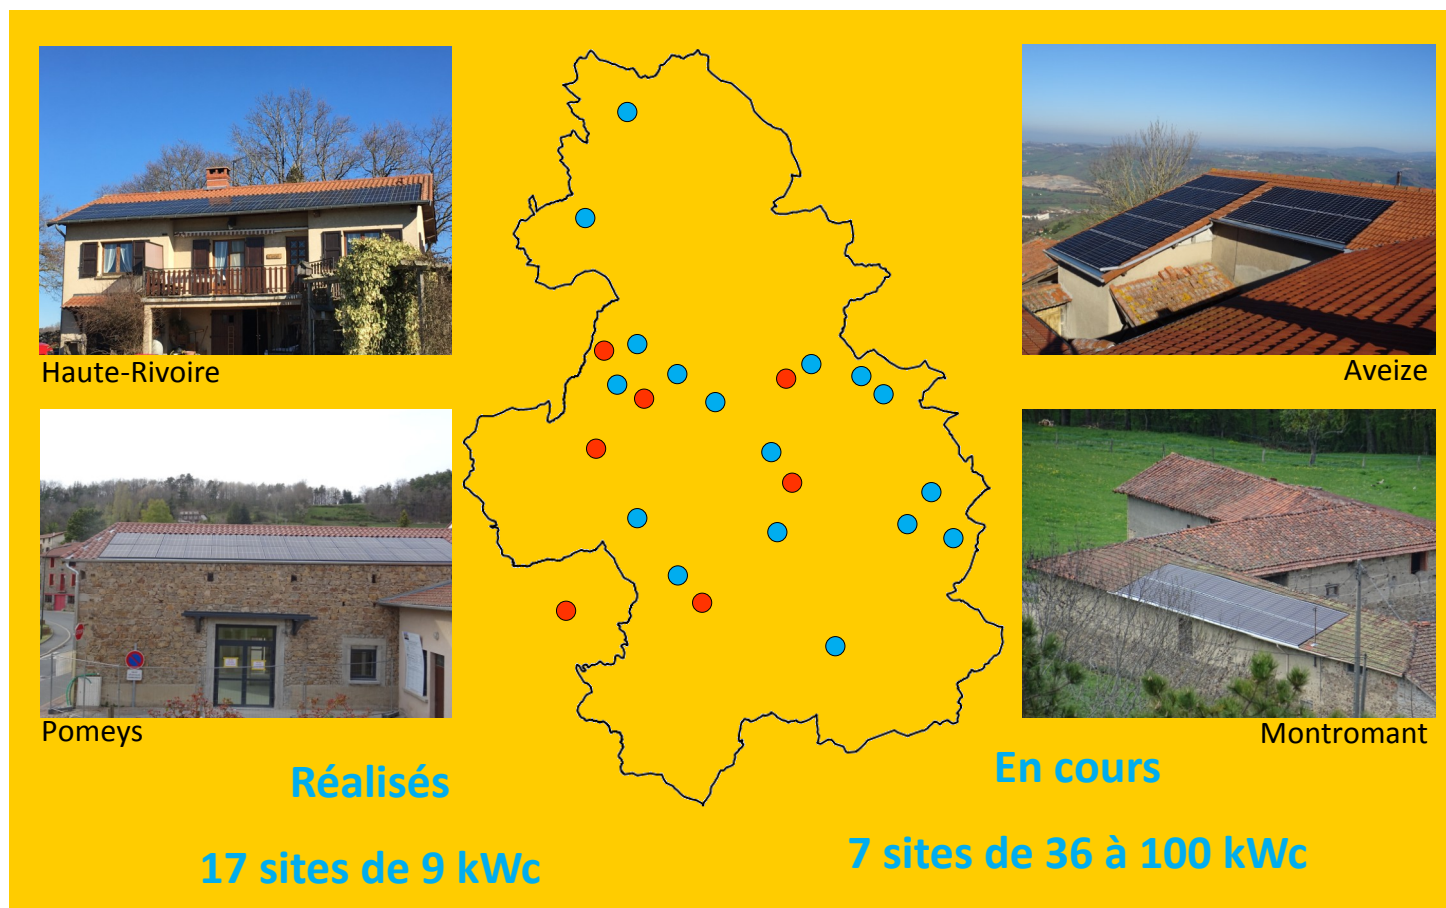 Haute-Rivoire
Aveize
Pomeys
Montromant
Réalisés
En cours
17 sites de 9 kWc
7 sites de 36 à 100 kWc